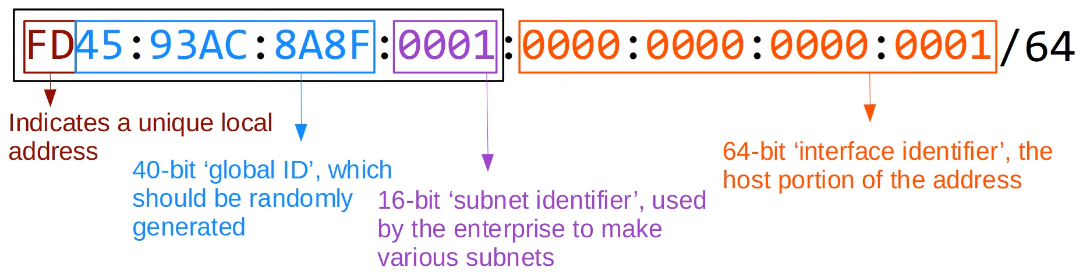 FD45:93AC:8A8F:0001:0000:0000:0000:0001/64
Indicates a unique local
address
40-bit ‘global ID’, which
should be randomly
generated
16-bit ‘subnet identifier’, used
by the enterprise to make
various subnets
64-bit ‘interface identifier’, the
host portion of the address